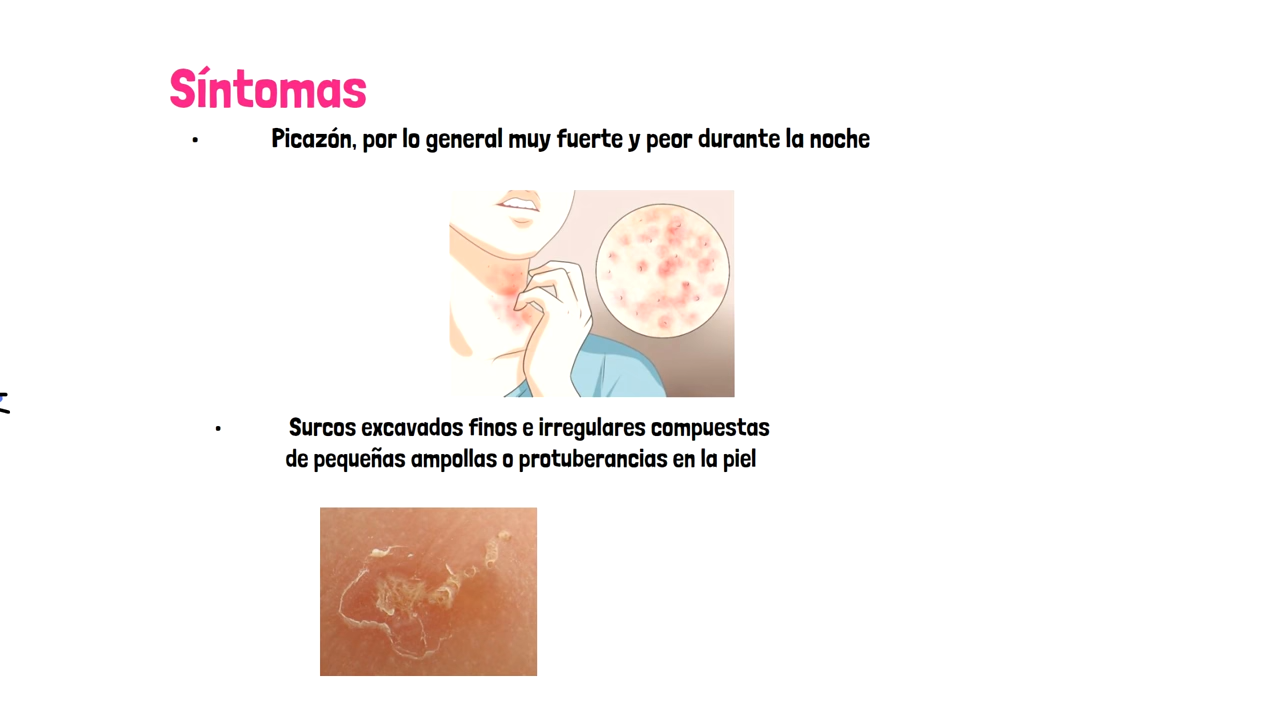 Síntomas
• Picazón, por lo general muy fuerte y peor durante la noche
• Surcos excavados finos e irregulares compuestas
de pequeñas ampollas o protuberancias en la piel